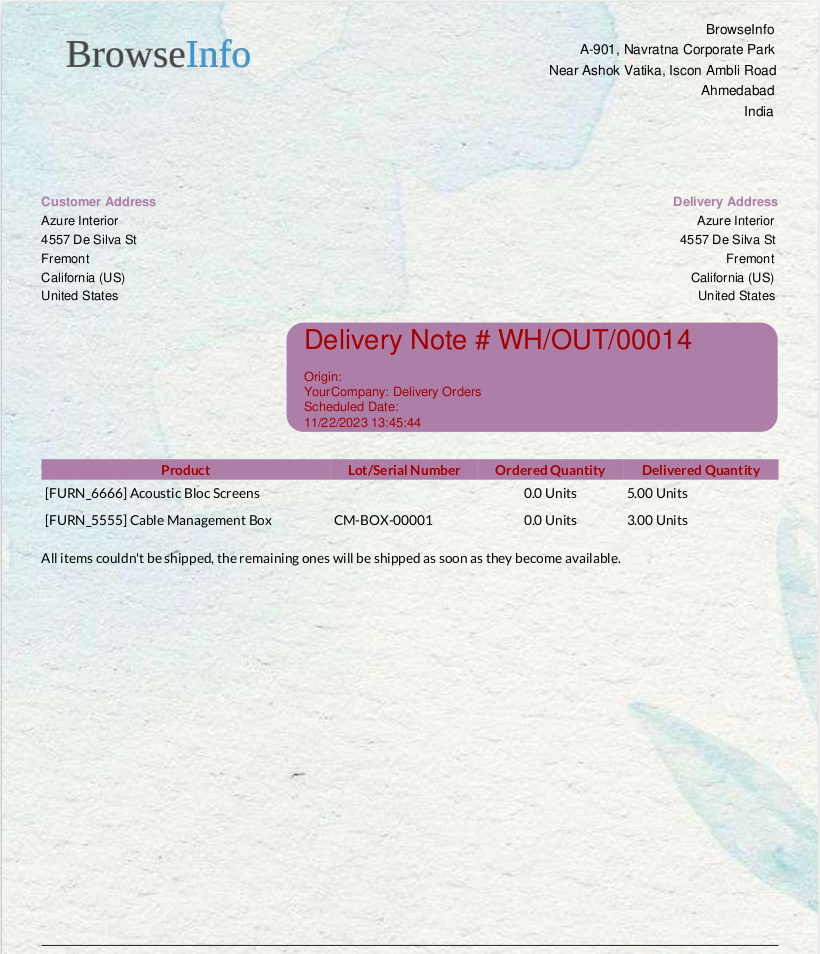 BrowseInfo
BrowseInfo
A-901, Navratna Corporate Park
Near Ashok Vatika, Iscon Ambli Road
Ahmedabad
India
Customer Address
Azure Interior
4557 De Silva St
Fremont
California (US)
United States
Delivery Address
Azure Interior
4557 De Silva St
Fremont
California (US)
United States
Delivery Note # WH/OUT/00014
Origin:
YourCompany: Delivery Orders
Scheduled Date:
11/22/2023 13:45:44
Product Lot/Serial Number Ordered Quantity Delivered Quantity
[FURN_6666] Acoustic Bloc Screens 0.0 Units 5.00 Units
[FURN_5555] Cable Management Box CM-BOX-00001 0.0 Units 3.00 Units
All items couldn't be shipped, the remaining ones will be shipped as soon as they become available.